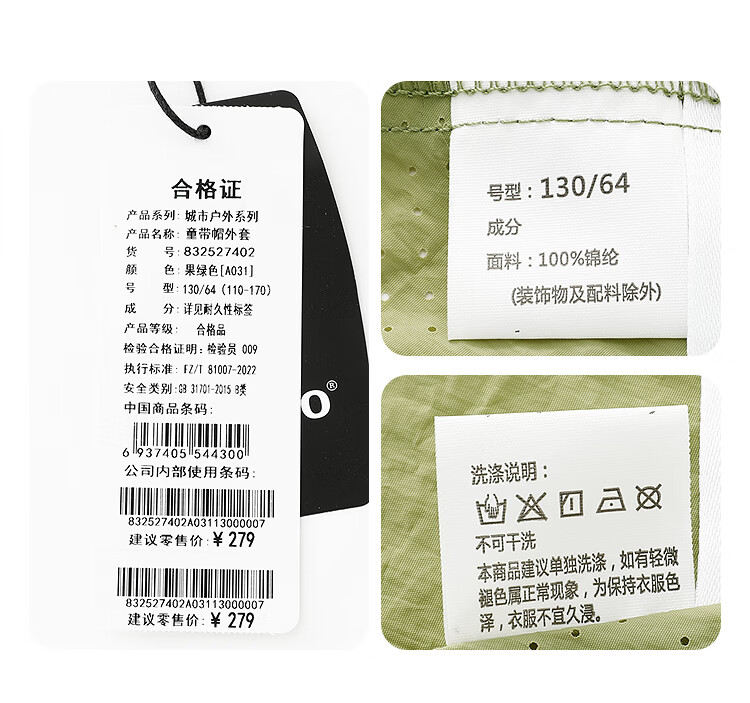 合格证
产品系列: 城市户外系列
产品名称: 童带帽外套
货 号: 832527402
颜 色: 果绿色[A031]
号 型: 130/64 (110-170)
成 分: 详见耐久性标签
产品等级: 合格品
检验合格证明: 检验员 009
执行标准: FZ/T 81007-2022
安全类别: GB 31701-2015 B类
中国商品条码:
6 937405 544300
公司内部使用条码:
832527402A03113000007
建议零售价: ¥ 279
832527402A03113000007
建议零售价: ¥ 279
o®
号型: 130/64
成分
面料: 100%锦纶
(装饰物及配料除外)
洗涤说明:
不可干洗
本商品建议单独洗涤, 如有轻微
褪色属正常现象, 为保持衣服色
泽, 衣服不宜久浸。